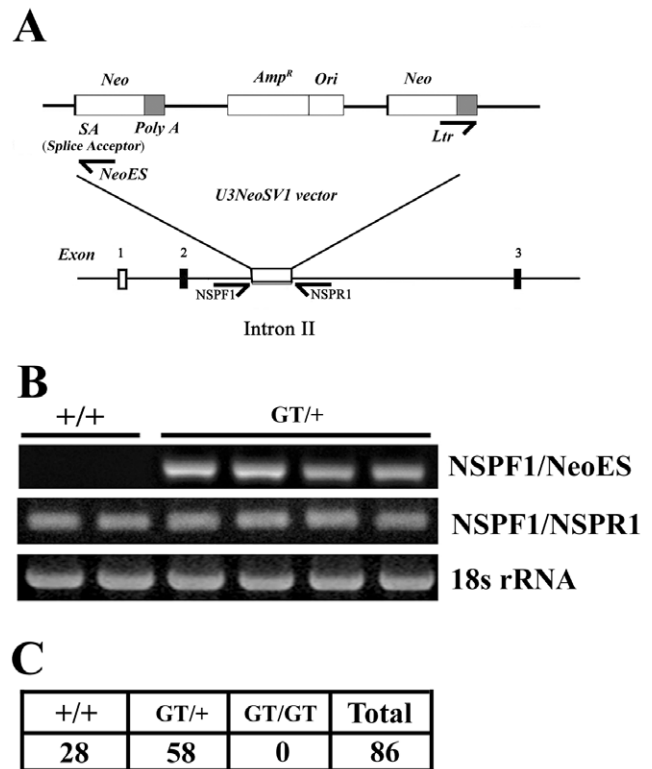 A
Neo Amp^R Ori Neo
SA Poly A Ltr
(Splice Acceptor)
NeoES
U3NeoSV1 vector
Exon 1 2 3
NSPF1 NSPR1
Intron II
B
+/+ GT/+
NSPF1/NeoES
NSPF1/NSPR1
18s rRNA
C
+/+ GT/+ GT/GT Total
28 58 0 86